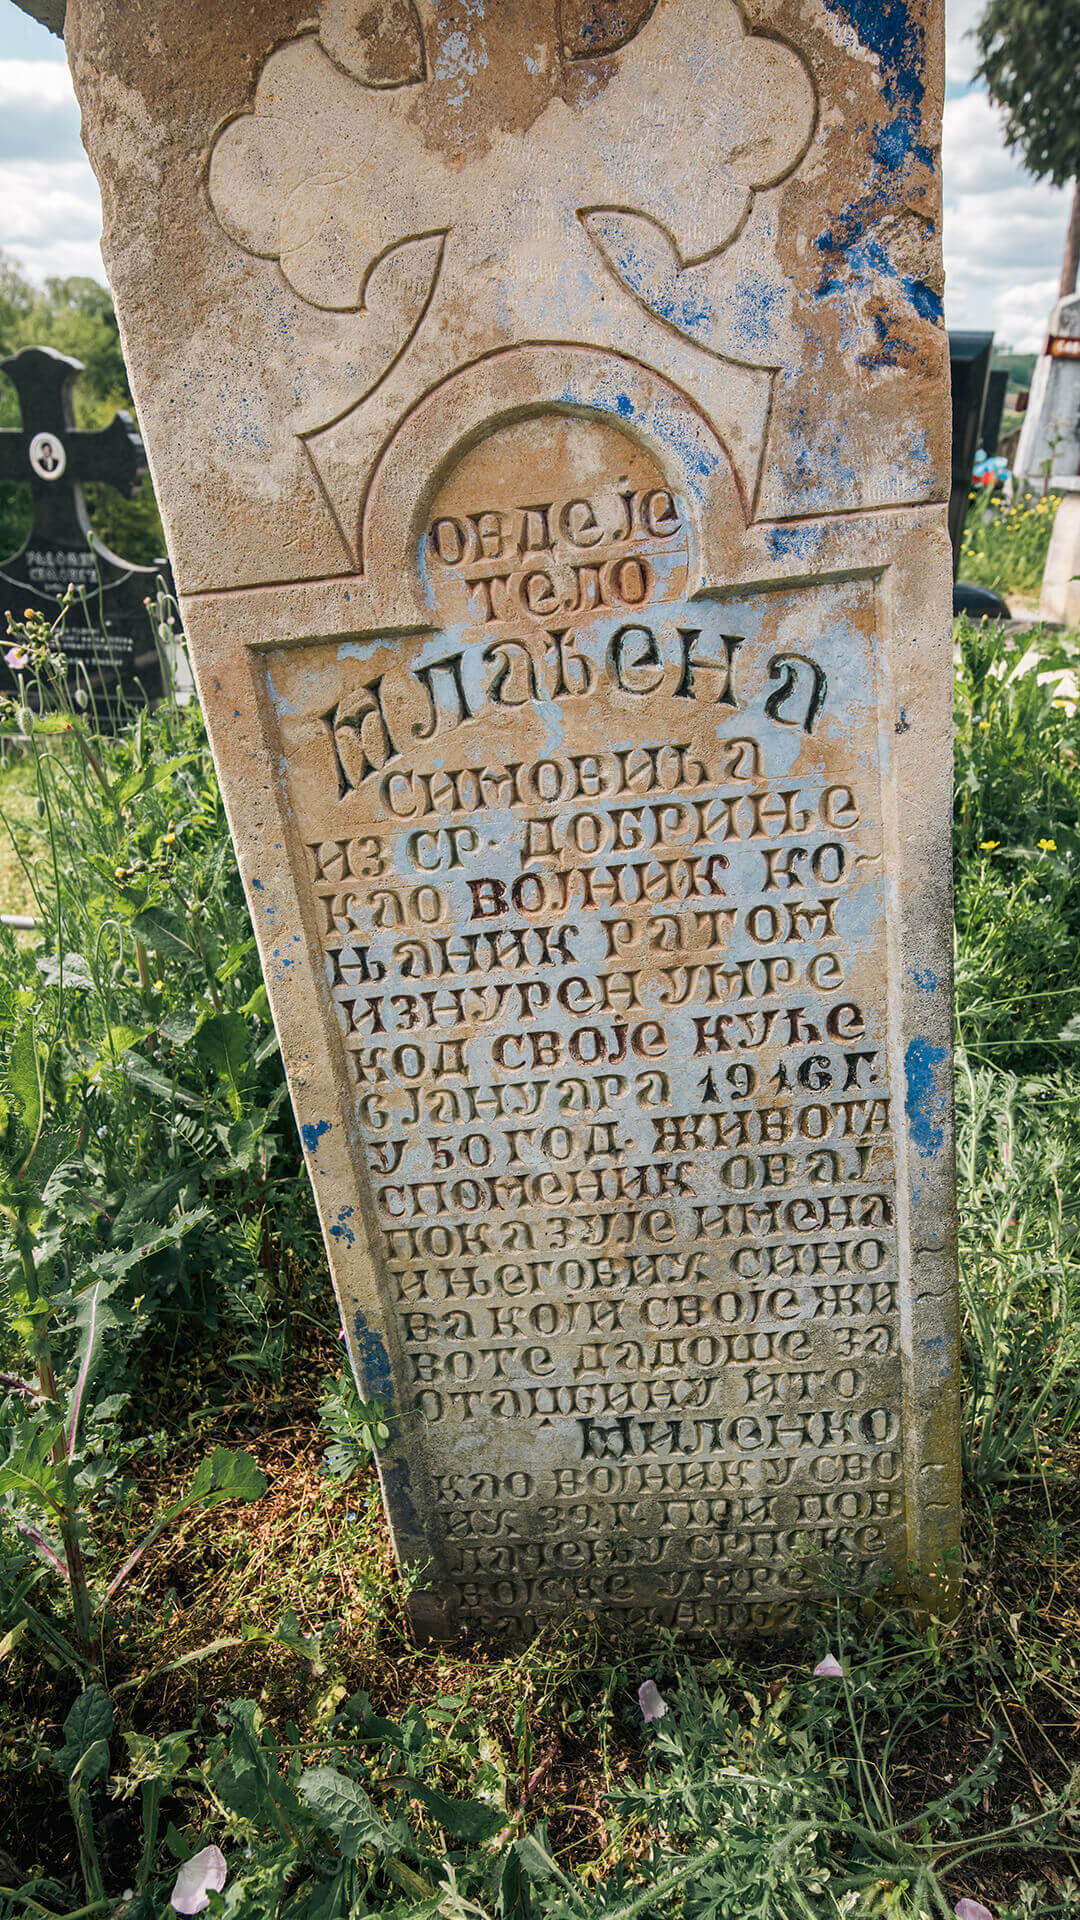 ОВДЕ ЈЕ
ТЕЛО
МЛАЂЕНА
СИМОВИЋА
ИЗ СР. ДОБРИЊЕ
КАО ВОЈНИК КО~
ЊАНИК РАТОМ
ИЗНУРЕН УМРЕ
КОД СВОЈЕ КУЋЕ
6 ЈАНУАРА 1916 Г.
У 50 ГОД. ЖИВОТА
СПОМЕНИК ОВАЈ
ПОКАЗУЈЕ ИМЕНА
И ЊЕГОВИХ СИНО~
ВА КОЈИ СВОЈЕ ЖИ~
ВОТЕ ДАДОШЕ ЗА
ОТАЏБИНУ И ТО
МИЛЕНКО
КАО ВОЈНИК У СВО~
ИХ 32. Г. ПРИ ПОВ~
ЛАЧЕЊУ СРПСКЕ
ВОЈСКЕ УМРЕ У